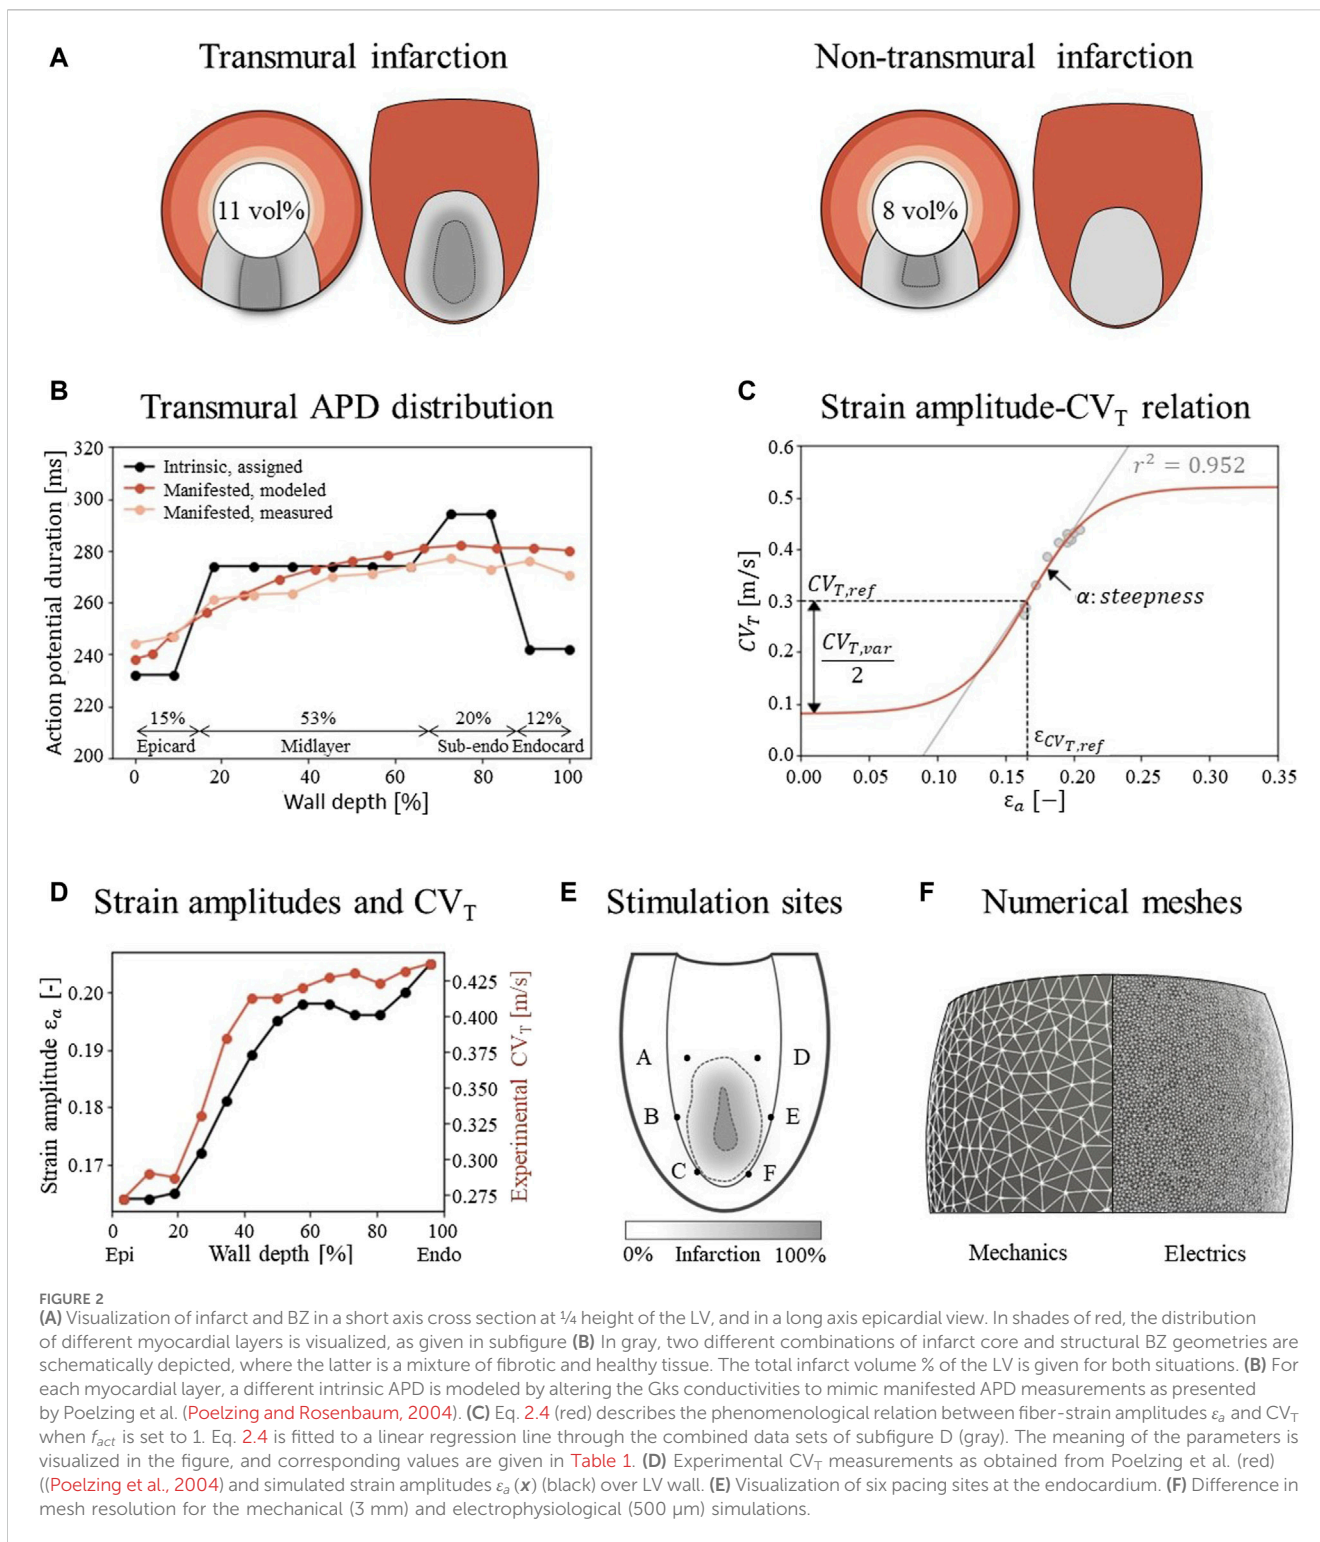 A
Transmural infarction
Non-transmural infarction
11 vol%
8 vol%
B
Transmural APD distribution
Action potential duration [ms]
320
300
280
260
240
220
200
Intrinsic, assigned
Manifested, modeled
Manifested, measured
15%
53%
20%
12%
Epicard
Midlayer
Sub-endo
Endocard
0
20
40
60
80
100
Wall depth [%]
C
Strain amplitude-CV_T relation
CV_T [m/s]
0.6
0.5
0.4
0.3
0.2
0.1
0.0
r² = 0.952
CV_T,ref
CV_T,var
2
α: steepness
ε_CV_T,ref
0.00
0.05
0.10
0.15
0.20
0.25
0.30
0.35
ε_a [−]
D
Strain amplitudes and CV_T
Strain amplitude ε_a [-]
0.20
0.19
0.18
0.17
0.425
0.400
0.375
0.350
0.325
0.300
0.275
Experimental CV_T [m/s]
0
20
40
60
80
100
Epi
Wall depth [%]
Endo
E
Stimulation sites
A
D
B
E
C
F
0%
Infarction
100%
F
Numerical meshes
Mechanics
Electrics
FIGURE 2
(A) Visualization of infarct and BZ in a short axis cross section at ¼ height of the LV, and in a long axis epicardial view. In shades of red, the distribution
of different myocardial layers is visualized, as given in subfigure (B) In gray, two different combinations of infarct core and structural BZ geometries are
schematically depicted, where the latter is a mixture of fibrotic and healthy tissue. The total infarct volume % of the LV is given for both situations. (B) For
each myocardial layer, a different intrinsic APD is modeled by altering the Gks conductivities to mimic manifested APD measurements as presented
by Poelzing et al. (Poelzing and Rosenbaum, 2004). (C) Eq. 2.4 (red) describes the phenomenological relation between fiber-strain amplitudes ε_a and CV_T
when f_act is set to 1. Eq. 2.4 is fitted to a linear regression line through the combined data sets of subfigure D (gray). The meaning of the parameters is
visualized in the figure, and corresponding values are given in Table 1. (D) Experimental CV_T measurements as obtained from Poelzing et al. (red)
((Poelzing et al., 2004) and simulated strain amplitudes ε_a (x) (black) over LV wall. (E) Visualization of six pacing sites at the endocardium. (F) Difference in
mesh resolution for the mechanical (3 mm) and electrophysiological (500 μm) simulations.